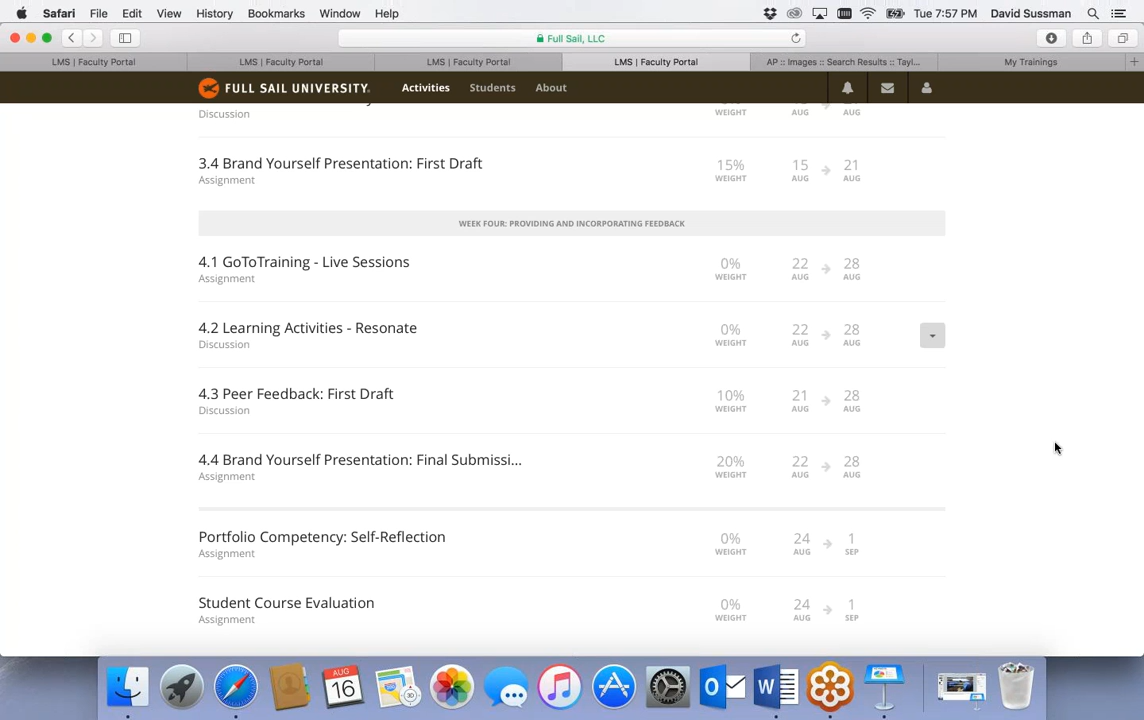 Safari File Edit View History Bookmarks Window Help Tue 7:57 PM David Sussman
Full Sail, LLC
LMS | Faculty Portal LMS | Faculty Portal LMS | Faculty Portal LMS | Faculty Portal AP :: Images :: Search Results :: Tayl... My Trainings
FULL SAIL UNIVERSITY. Activities Students About
Discussion WEIGHT AUG AUG
3.4 Brand Yourself Presentation: First Draft 15% 15 21
Assignment WEIGHT AUG AUG
WEEK FOUR: PROVIDING AND INCORPORATING FEEDBACK
4.1 GoToTraining - Live Sessions 0% 22 28
Assignment WEIGHT AUG AUG
4.2 Learning Activities - Resonate 0% 22 28
Discussion WEIGHT AUG AUG
4.3 Peer Feedback: First Draft 10% 21 28
Discussion WEIGHT AUG AUG
4.4 Brand Yourself Presentation: Final Submissi... 20% 22 28
Assignment WEIGHT AUG AUG
Portfolio Competency: Self-Reflection 0% 24 1
Assignment WEIGHT AUG SEP
Student Course Evaluation 0% 24 1
Assignment WEIGHT AUG SEP
AUG
16